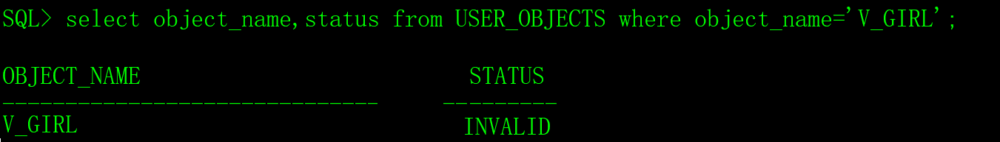 SQL> select object_name,status from USER_OBJECTS where object_name='V_GIRL';
OBJECT_NAME STATUS
------------------------------ ---------
V_GIRL INVALID